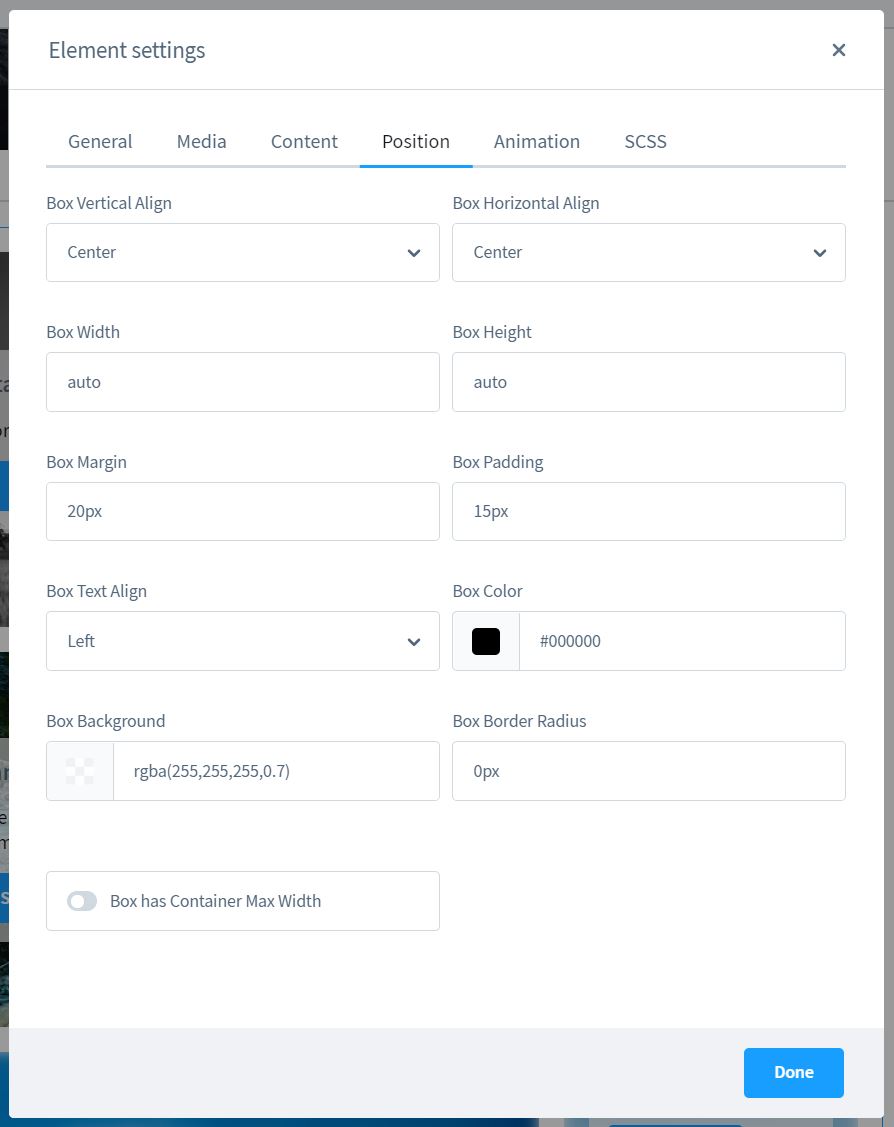 Element settings
General Media Content Position Animation SCSS
Box Vertical Align Box Horizontal Align
Center Center
Box Width Box Height
auto auto
Box Margin Box Padding
20px 15px
Box Text Align Box Color
Left #000000
Box Background Box Border Radius
rgba(255,255,255,0.7) 0px
Box has Container Max Width
Done